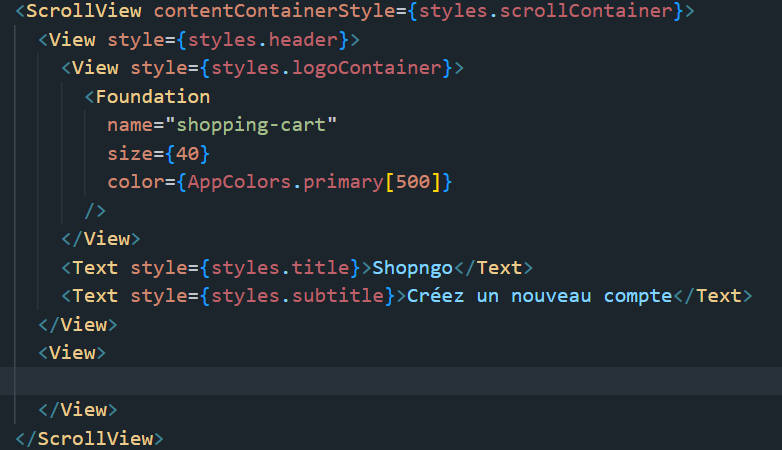 <ScrollView contentContainerStyle={styles.scrollContainer}>
<View style={styles.header}>
<View style={styles.logoContainer}>
<Foundation
name="shopping-cart"
size={40}
color={AppColors.primary[500]}
/>
</View>
<Text style={styles.title}>Shopngo</Text>
<Text style={styles.subtitle}>Créez un nouveau compte</Text>
</View>
<View>
</View>
</ScrollView>